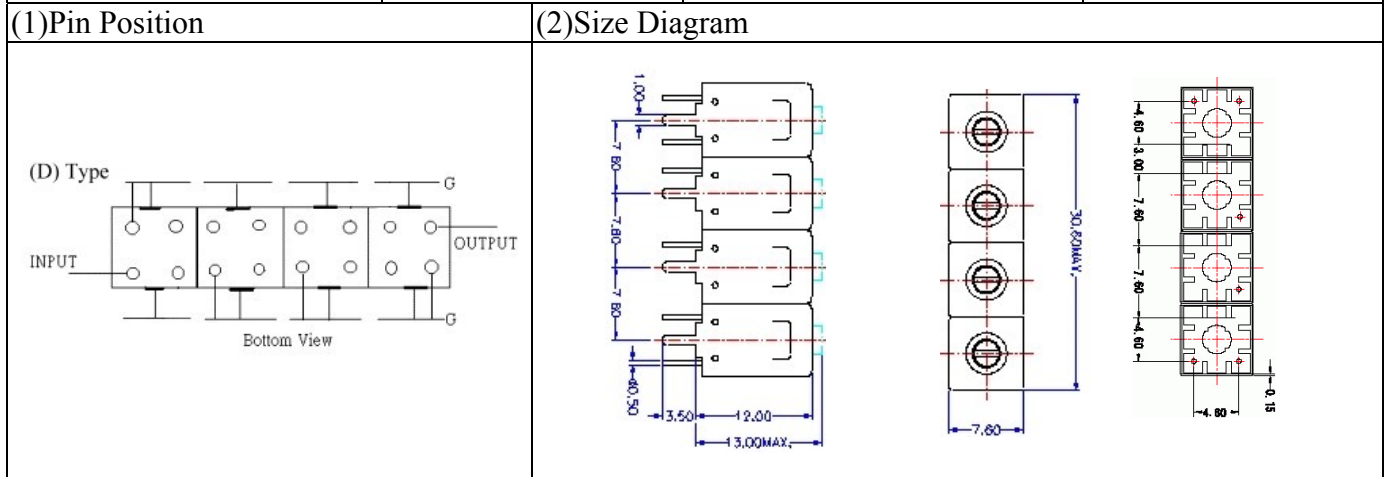 (1)Pin Position
(2)Size Diagram
(D) Type
G
INPUT
OUTPUT
G
Bottom View
1.00
7.60
7.60
7.60
Φ0.50
3.50
12.00
13.00MAX.
30.60MAX.
7.60
4.60
3.00
7.60
7.60
4.60
4.60
0.15